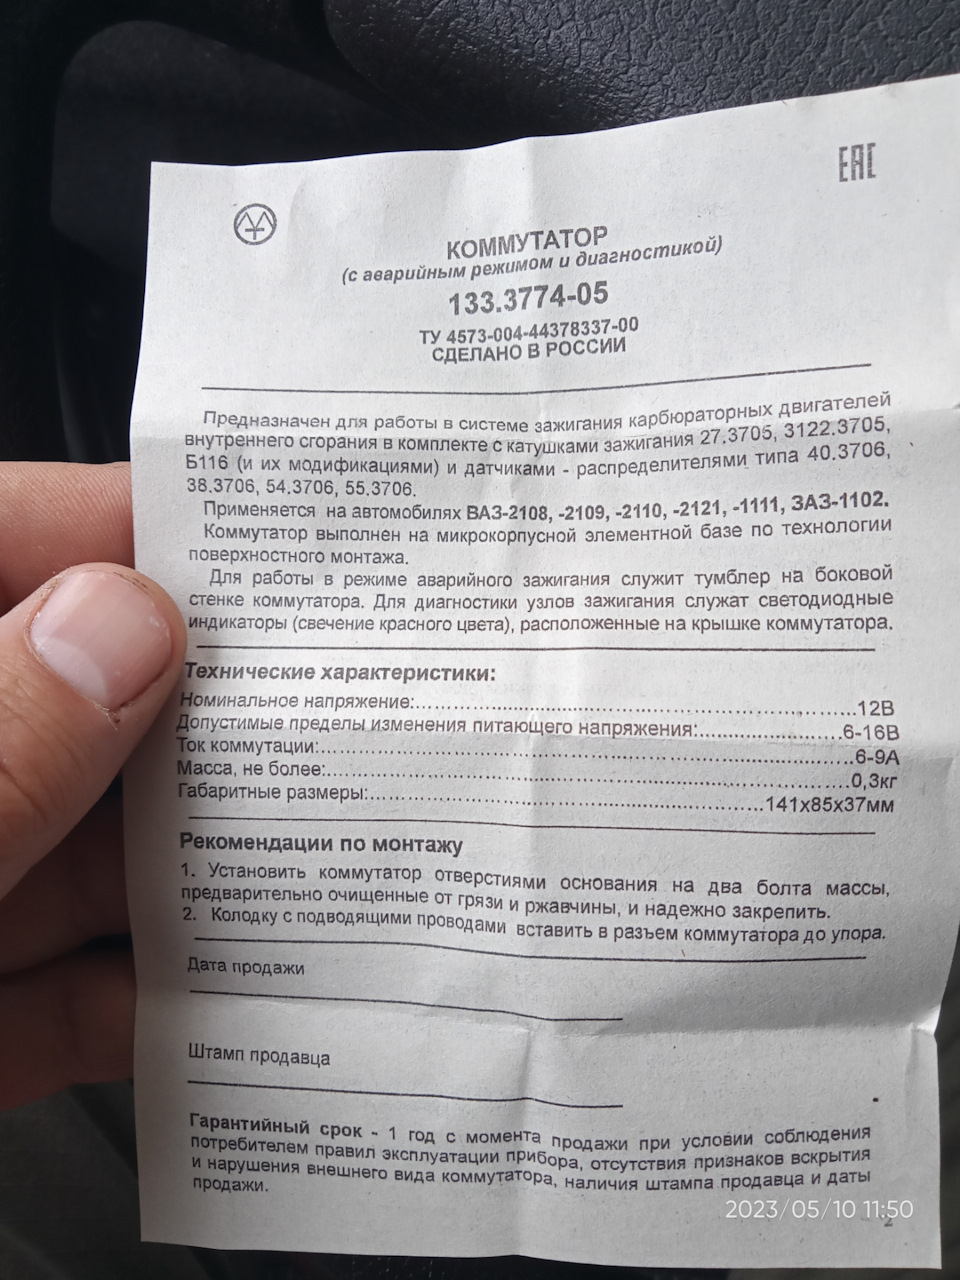 ЕАС
КОММУТАТОР
(с аварийным режимом и диагностикой)
133.3774-05
ТУ 4573-004-44378337-00
СДЕЛАНО В РОССИИ
Предназначен для работы в системе зажигания карбюраторных двигателей
внутреннего сгорания в комплекте с катушками зажигания 27.3705, 3122.3705,
Б116 (и их модификациями) и датчиками - распределителями типа 40.3706,
38.3706, 54.3706, 55.3706.
Применяется на автомобилях ВАЗ-2108, -2109, -2110, -2121, -1111, ЗАЗ-1102.
Коммутатор выполнен на микрокорпусной элементной базе по технологии
поверхностного монтажа.
Для работы в режиме аварийного зажигания служит тумблер на боковой
стенке коммутатора. Для диагностики узлов зажигания служат светодиодные
индикаторы (свечение красного цвета), расположенные на крышке коммутатора.
Технические характеристики:
Номинальное напряжение:..........12В
Допустимые пределы изменения питающего напряжения:..........6-16В
Ток коммутации:..........6-9А
Масса, не более:..........0,3кг
Габаритные размеры:..........141х85х37мм
Рекомендации по монтажу
1. Установить коммутатор отверстиями основания на два болта массы,
предварительно очищенные от грязи и ржавчины, и надежно закрепить.
2. Колодку с подводящими проводами вставить в разъем коммутатора до упора.
Дата продажи
Штамп продавца
Гарантийный срок - 1 год с момента продажи при условии соблюдения
потребителем правил эксплуатации прибора, отсутствия признаков вскрытия
и нарушения внешнего вида коммутатора, наличия штампа продавца и даты
продажи.
2023/05/10 11:50
2